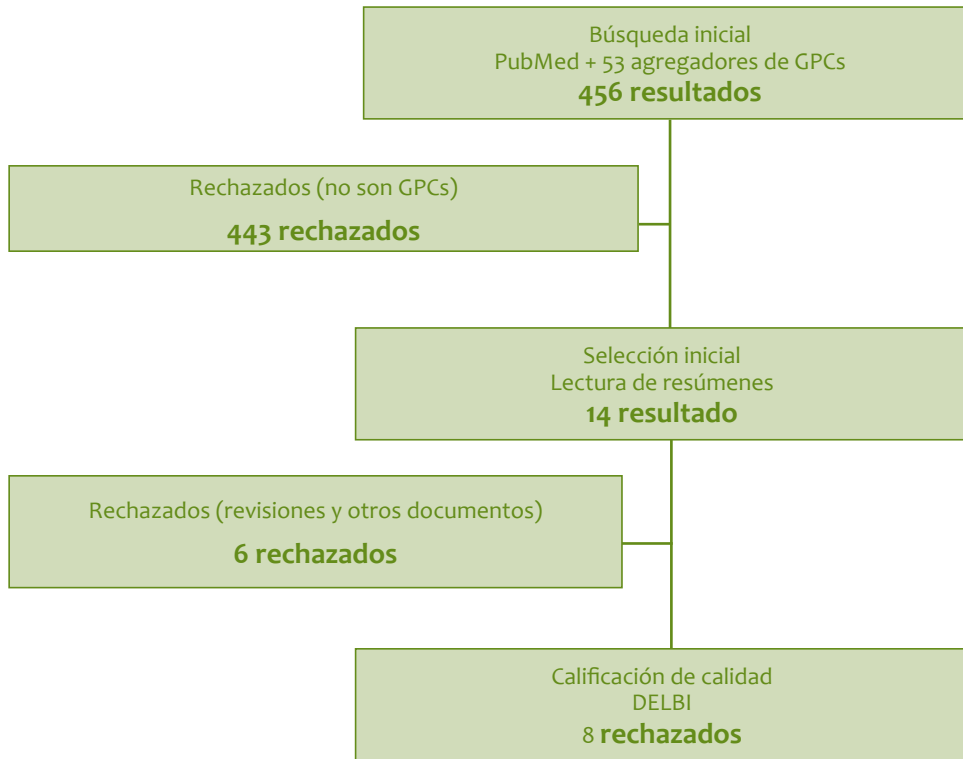 Búsqueda inicial
PubMed + 53 agregadores de GPCs
456 resultados
Rechazados (no son GPCs)
443 rechazados
Selección inicial
Lectura de resúmenes
14 resultado
Rechazados (revisiones y otros documentos)
6 rechazados
Calificación de calidad
DELBI
8 rechazados